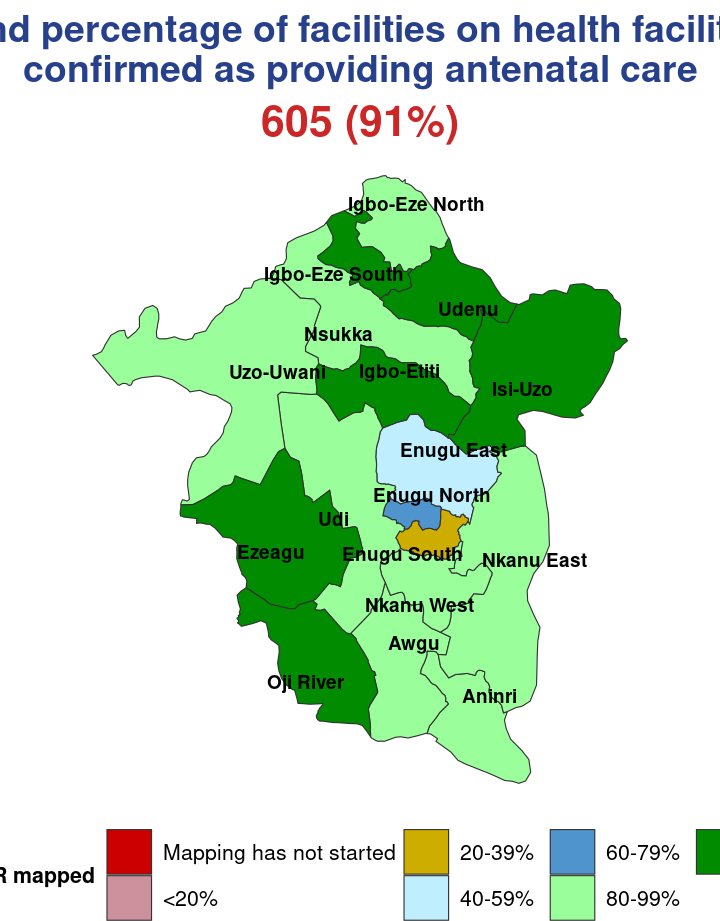 percentage of facilities on health
confirmed as providing antenatal care
605 (91%)
Igbo-Eze North
Igbo-Eze South
Udenu
Nsukka
Uzo-Uwani
Igbo-Etiti
Isi-Uzo
Enugu East
Enugu North
Udi
Ezeagu
Enugu South
Nkanu East
Nkanu West
Awgu
Oji River
Aninri
mapped
Mapping has not started
20-39%
60-79%
<20%
40-59%
80-99%